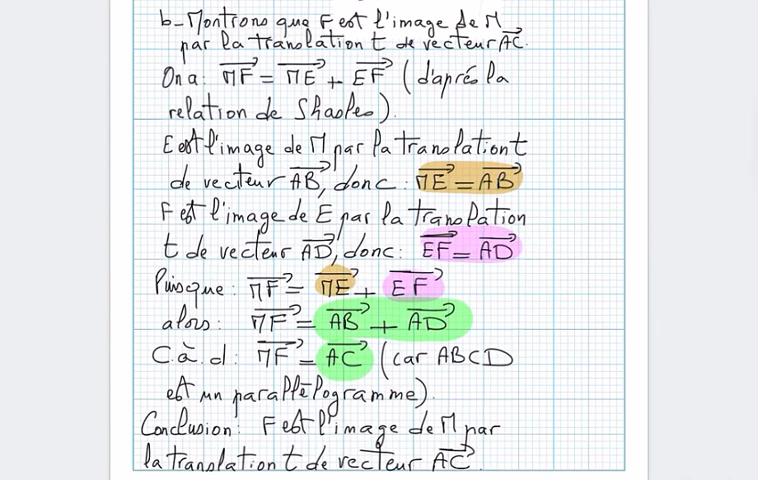 b_Montrons que F est l'image de M
par la translation t de vecteur AC.
On a: MF = ME + EF (d'après la
relation de Shasles).
E est l'image de M par la translation t
de vecteur AB, donc: ME = AB
F est l'image de E par la translation
t de vecteur AD, donc: EF = AD
Puisque: MF = ME + EF
alors: MF = AB + AD
C.à.d: MF = AC (car ABCD
est un parallélogramme).
Conclusion: F est l'image de M par
la translation t de vecteur AC.